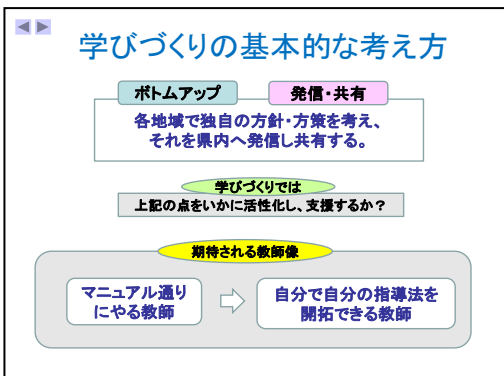 学びづくりの基本的な考え方
ボトムアップ
発信・共有
各地域で独自の方針・方策を考え、
それを県内へ発信し共有する。
学びづくりでは
上記の点をいかに活性化し、支援するか？
期待される教師像
マニュアル通り
にやる教師
自分で自分の指導法を
開拓できる教師